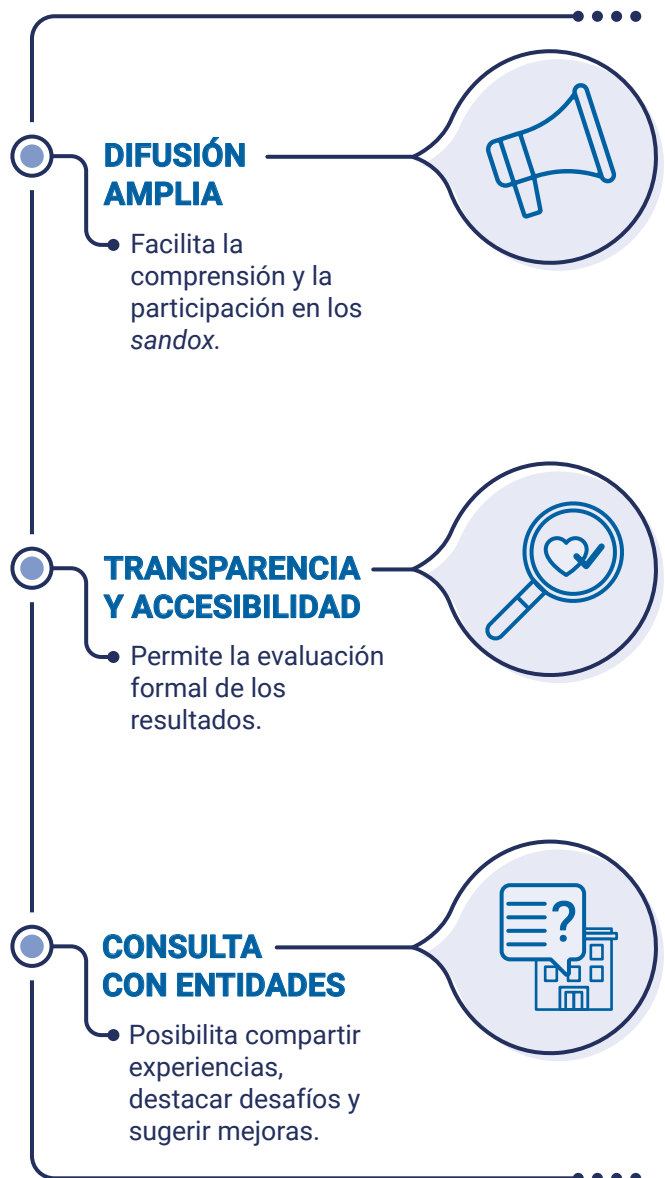 DIFUSIÓN
AMPLIA
Facilita la
comprensión y la
participación en los
sandox.
TRANSPARENCIA
Y ACCESIBILIDAD
Permite la evaluación
formal de los
resultados.
?
CONSULTA
CON ENTIDADES
Posibilita compartir
experiencias,
destacar desafíos y
sugerir mejoras.